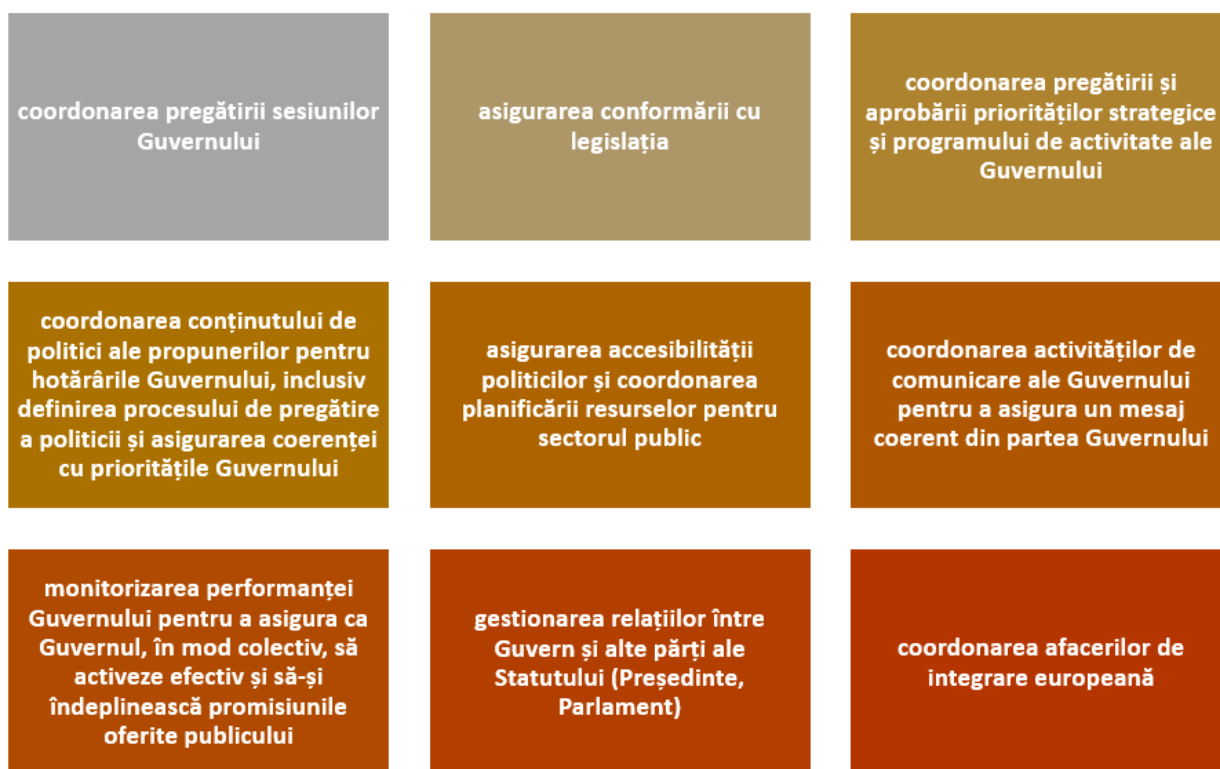 coordonarea pregătirii sesiunilor
Guvernului
asigurarea conformării cu
legislația
coordonarea pregătirii și
aprobării priorităților strategice
și programului de activitate ale
Guvernului
coordonarea conținutului de
politici ale propunerilor pentru
hotărârile Guvernului, inclusiv
definirea procesului de pregătire
a politicii și asigurarea coerenței
cu prioritățile Guvernului
asigurarea accesibilității
politicilor și coordonarea
planificării resurselor pentru
sectorul public
coordonarea activităților de
comunicare ale Guvernului
pentru a asigura un mesaj
coerent din partea Guvernului
monitorizarea performanței
Guvernului pentru a asigura ca
Guvernul, în mod colectiv, să
activeze efectiv și să-și
îndeplinească promisiunile
oferite publicului
gestionarea relațiilor între
Guvern și alte părți ale
Statutului (Președinte,
Parlament)
coordonarea afacerilor de
integrare europeană